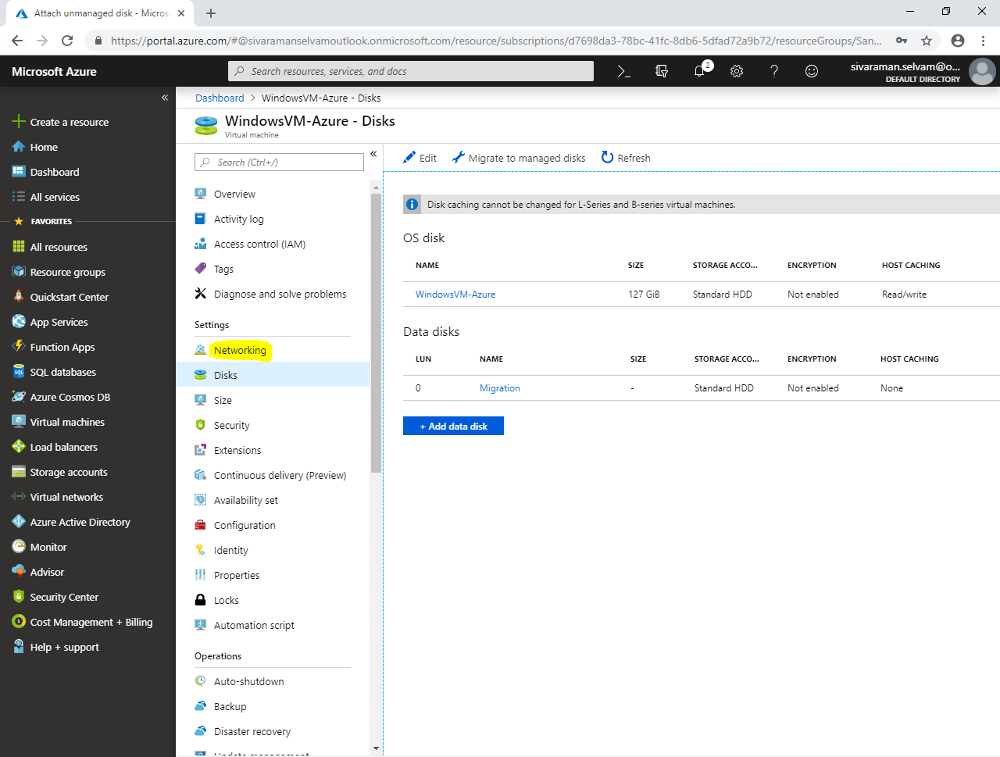 Attach unmanaged disk - Micros
https://portal.azure.com/#@sivaramanselvamoutlook.onmicrosoft.com/resource/subscriptions/d7698da3-78bc-41fc-8db6-5dfad72a9b72/resourceGroups/San...
Microsoft Azure
Search resources, services, and docs
2
sivaraman.selvam@o...
DEFAULT DIRECTORY
Create a resource
Home
Dashboard
All services
FAVORITES
All resources
Resource groups
Quickstart Center
App Services
Function Apps
SQL databases
Azure Cosmos DB
Virtual machines
Load balancers
Storage accounts
Virtual networks
Azure Active Directory
Monitor
Advisor
Security Center
Cost Management + Billing
Help + support
Dashboard > WindowsVM-Azure - Disks
WindowsVM-Azure - Disks
Virtual machine
Search (Ctrl+/)
Overview
Activity log
Access control (IAM)
Tags
Diagnose and solve problems
Settings
Networking
Disks
Size
Security
Extensions
Continuous delivery (Preview)
Availability set
Configuration
Identity
Properties
Locks
Automation script
Operations
Auto-shutdown
Backup
Disaster recovery
Update management
Edit Migrate to managed disks Refresh
Disk caching cannot be changed for L-Series and B-series virtual machines.
OS disk
NAME SIZE STORAGE ACCO... ENCRYPTION HOST CACHING
WindowsVM-Azure 127 GiB Standard HDD Not enabled Read/write
Data disks
LUN NAME SIZE STORAGE ACCO... ENCRYPTION HOST CACHING
0 Migration - Standard HDD Not enabled None
+ Add data disk